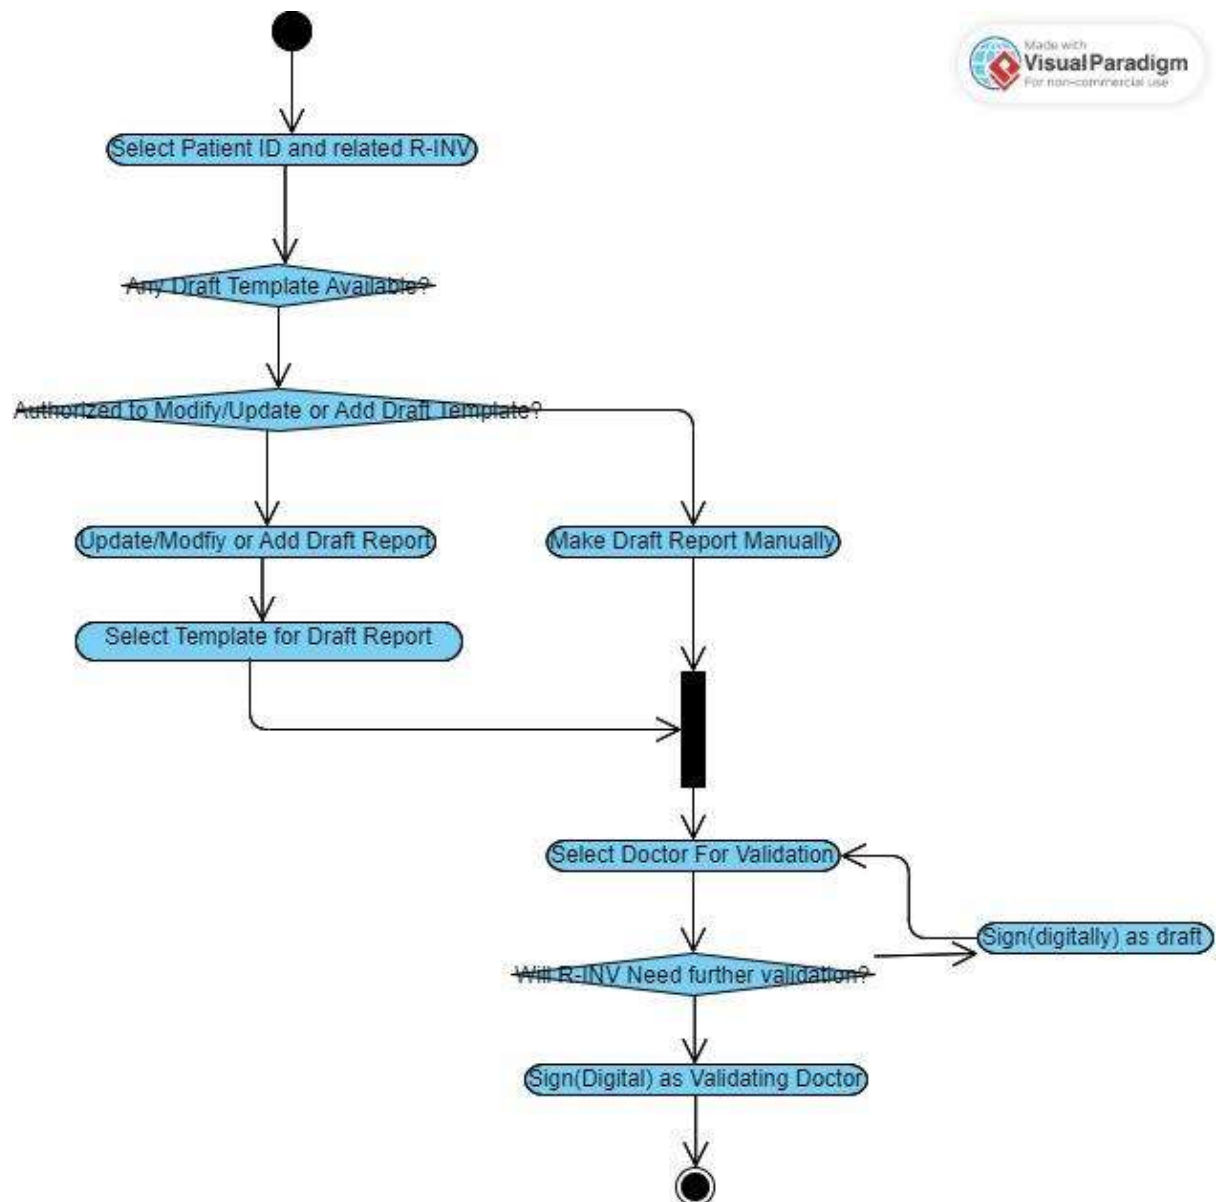 Made with
Visual Paradigm
For non-commercial use
Select Patient ID and related R-INV
Any Draft Template Available?
Authorized to Modify/Update or Add Draft Template?
Update/Modfiy or Add Draft Report
Make Draft Report Manually
Select Template for Draft Report
Select Doctor For Validation
Sign(digitally) as draft
Will R-INV Need further validation?
Sign(Digital) as Validating Doctor